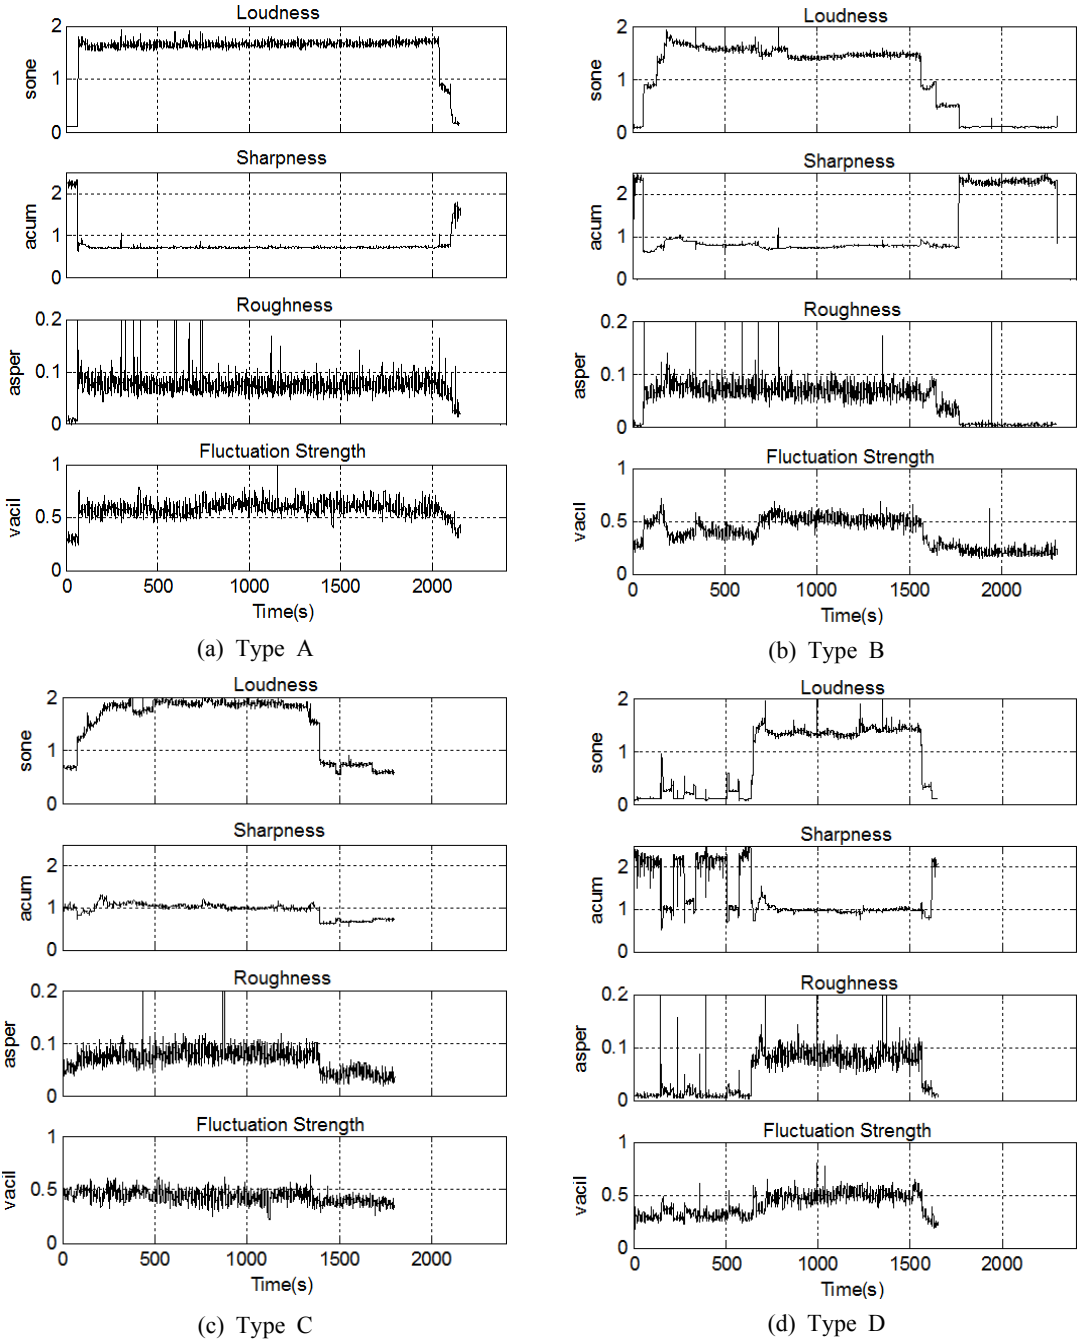 Loudness
2
sone
1
0
Sharpness
2
acum
1
0
Roughness
0.2
asper
0.1
0
Fluctuation Strength
1
vacil
0.5
0
0 500 1000 1500 2000
Time(s)
(a) Type A
Loudness
2
sone
1
0
Sharpness
2
acum
1
0
Roughness
0.2
asper
0.1
0
Fluctuation Strength
1
vacil
0.5
0
0 500 1000 1500 2000
Time(s)
(b) Type B
Loudness
2
sone
1
0
Sharpness
2
acum
1
0
Roughness
0.2
asper
0.1
0
Fluctuation Strength
1
vacil
0.5
0
0 500 1000 1500 2000
Time(s)
(c) Type C
Loudness
2
sone
1
0
Sharpness
2
acum
1
0
Roughness
0.2
asper
0.1
0
Fluctuation Strength
1
vacil
0.5
0
0 500 1000 1500 2000
Time(s)
(d) Type D